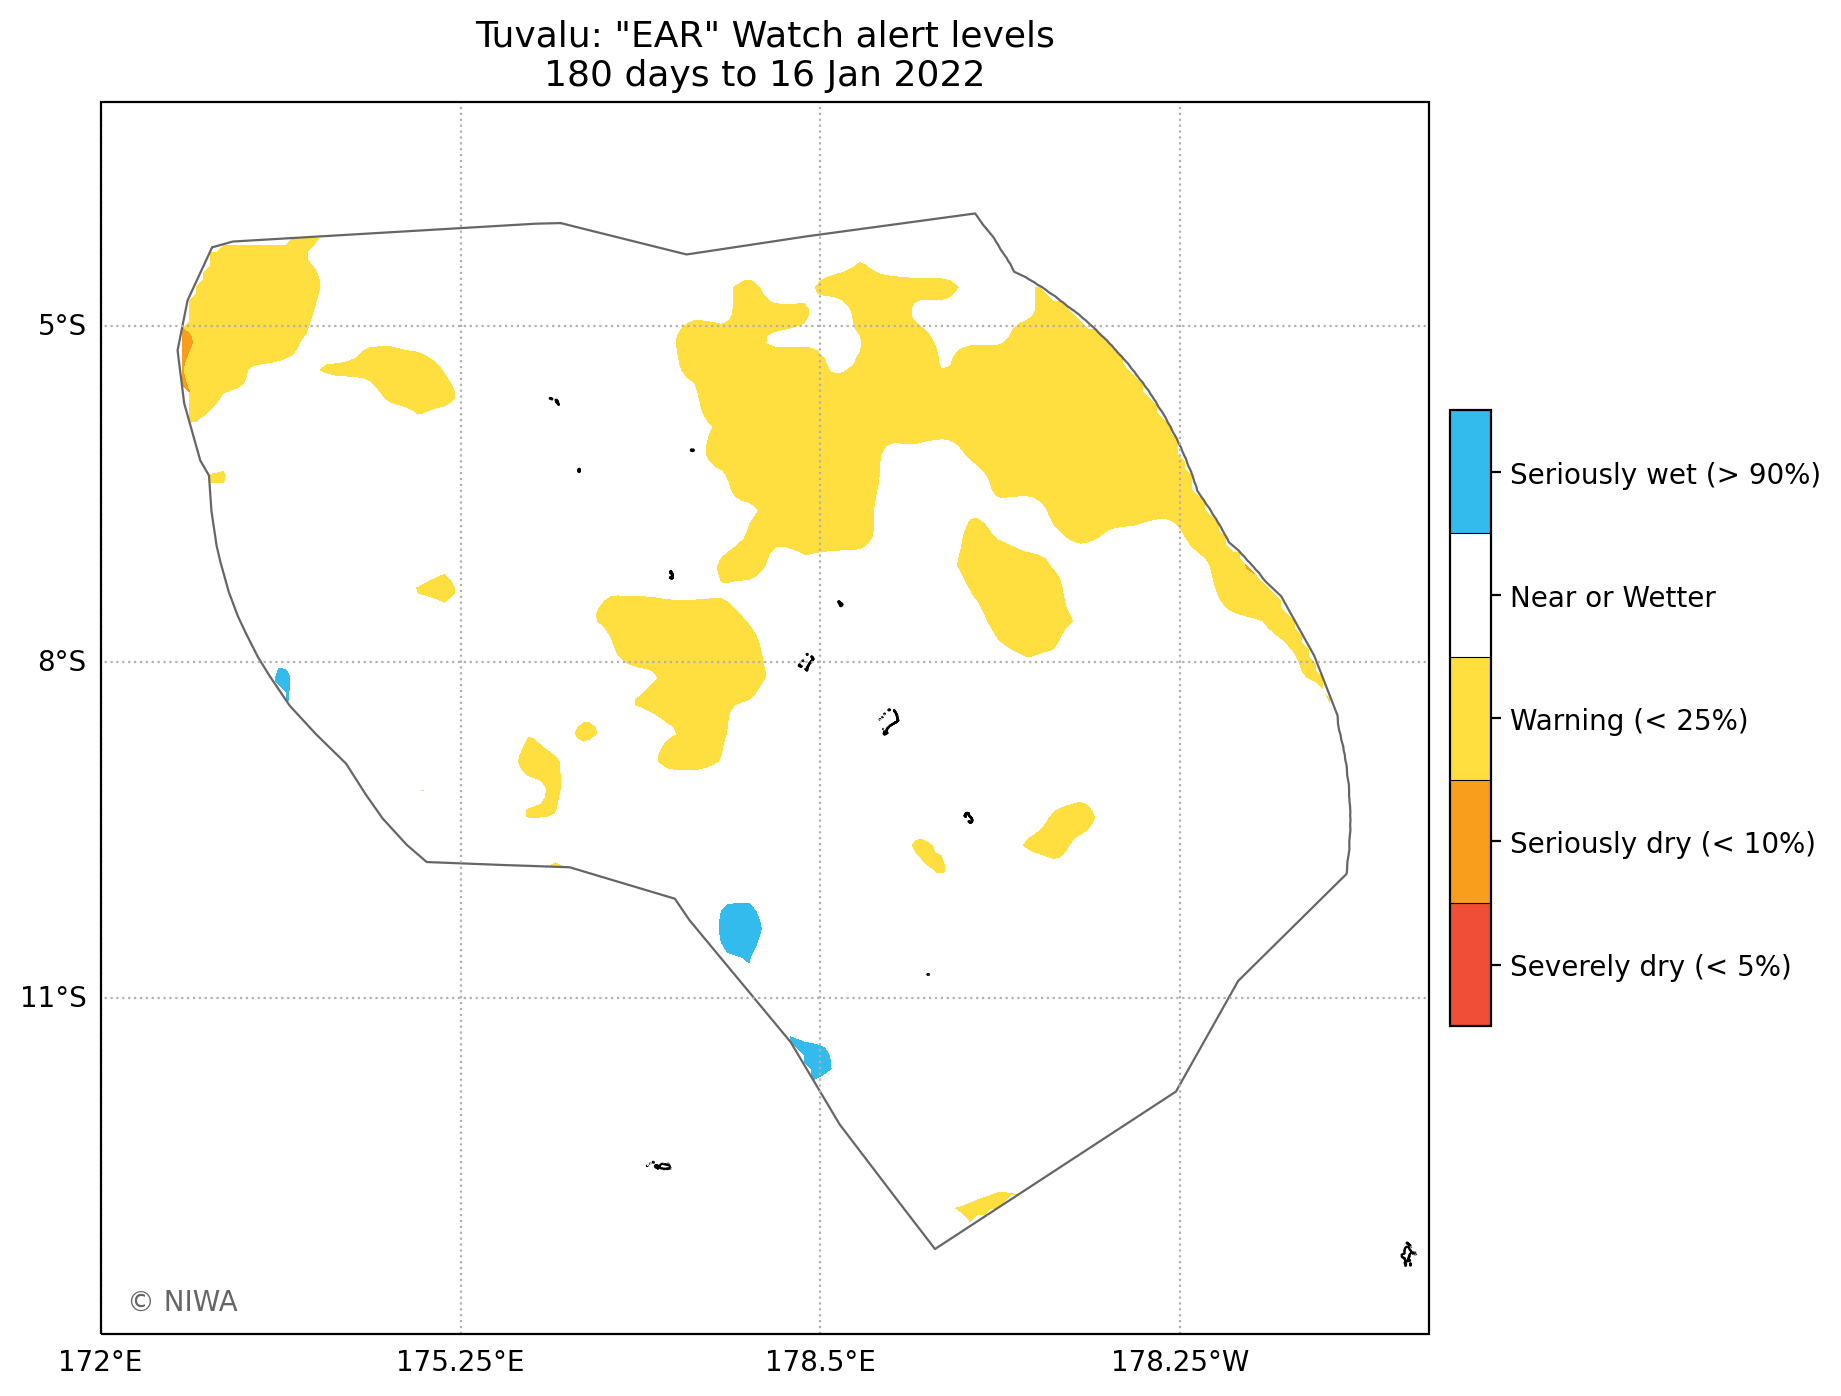 Tuvalu: "EAR" Watch alert levels
180 days to 16 Jan 2022
5°S
8°S
11°S
172°E
175.25°E
178.5°E
178.25°W
© NIWA
Seriously wet (> 90%)
Near or Wetter
Warning (< 25%)
Seriously dry (< 10%)
Severely dry (< 5%)